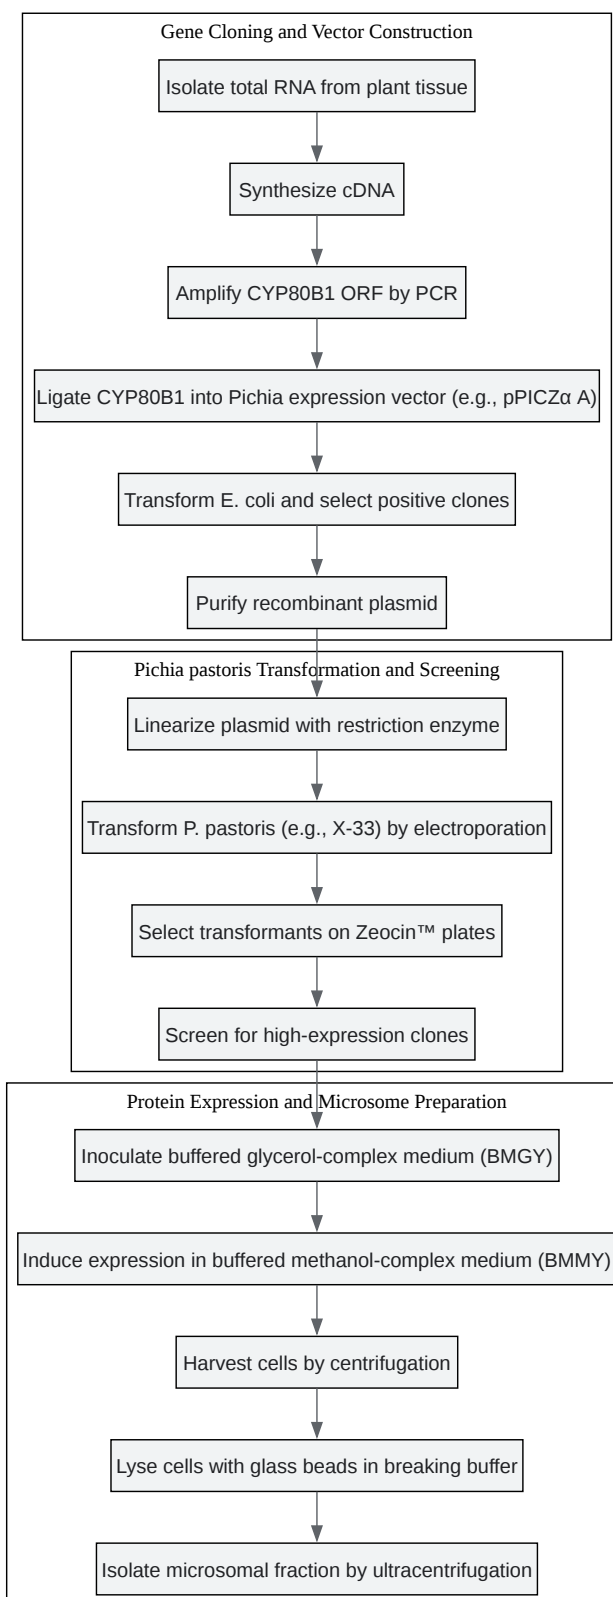 Gene Cloning and Vector Construction
Isolate total RNA from plant tissue
Synthesize cDNA
Amplify CYP80B1 ORF by PCR
Ligate CYP80B1 into Pichia expression vector (e.g., pPICZα A)
Transform E. coli and select positive clones
Purify recombinant plasmid
Pichia pastoris Transformation and Screening
Linearize plasmid with restriction enzyme
Transform P. pastoris (e.g., X-33) by electroporation
Select transformants on Zeocin™ plates
Screen for high-expression clones
Protein Expression and Microsome Preparation
Inoculate buffered glycerol-complex medium (BMGY)
Induce expression in buffered methanol-complex medium (BMMY)
Harvest cells by centrifugation
Lyse cells with glass beads in breaking buffer
Isolate microsomal fraction by ultracentrifugation